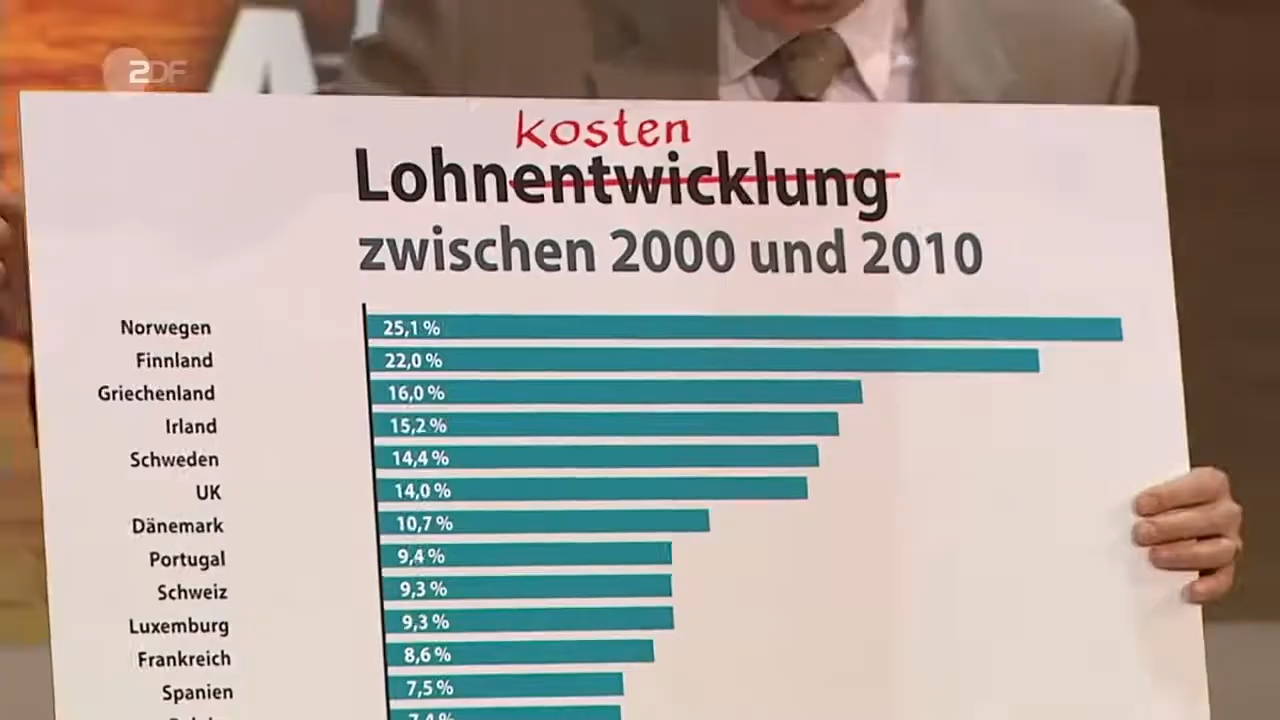 2DF
kosten
Lohnentwicklung
zwischen 2000 und 2010
Norwegen 25,1 %
Finnland 22,0 %
Griechenland 16,0 %
Irland 15,2 %
Schweden 14,4 %
UK 14,0 %
Dänemark 10,7 %
Portugal 9,4 %
Schweiz 9,3 %
Luxemburg 9,3 %
Frankreich 8,6 %
Spanien 7,5 %